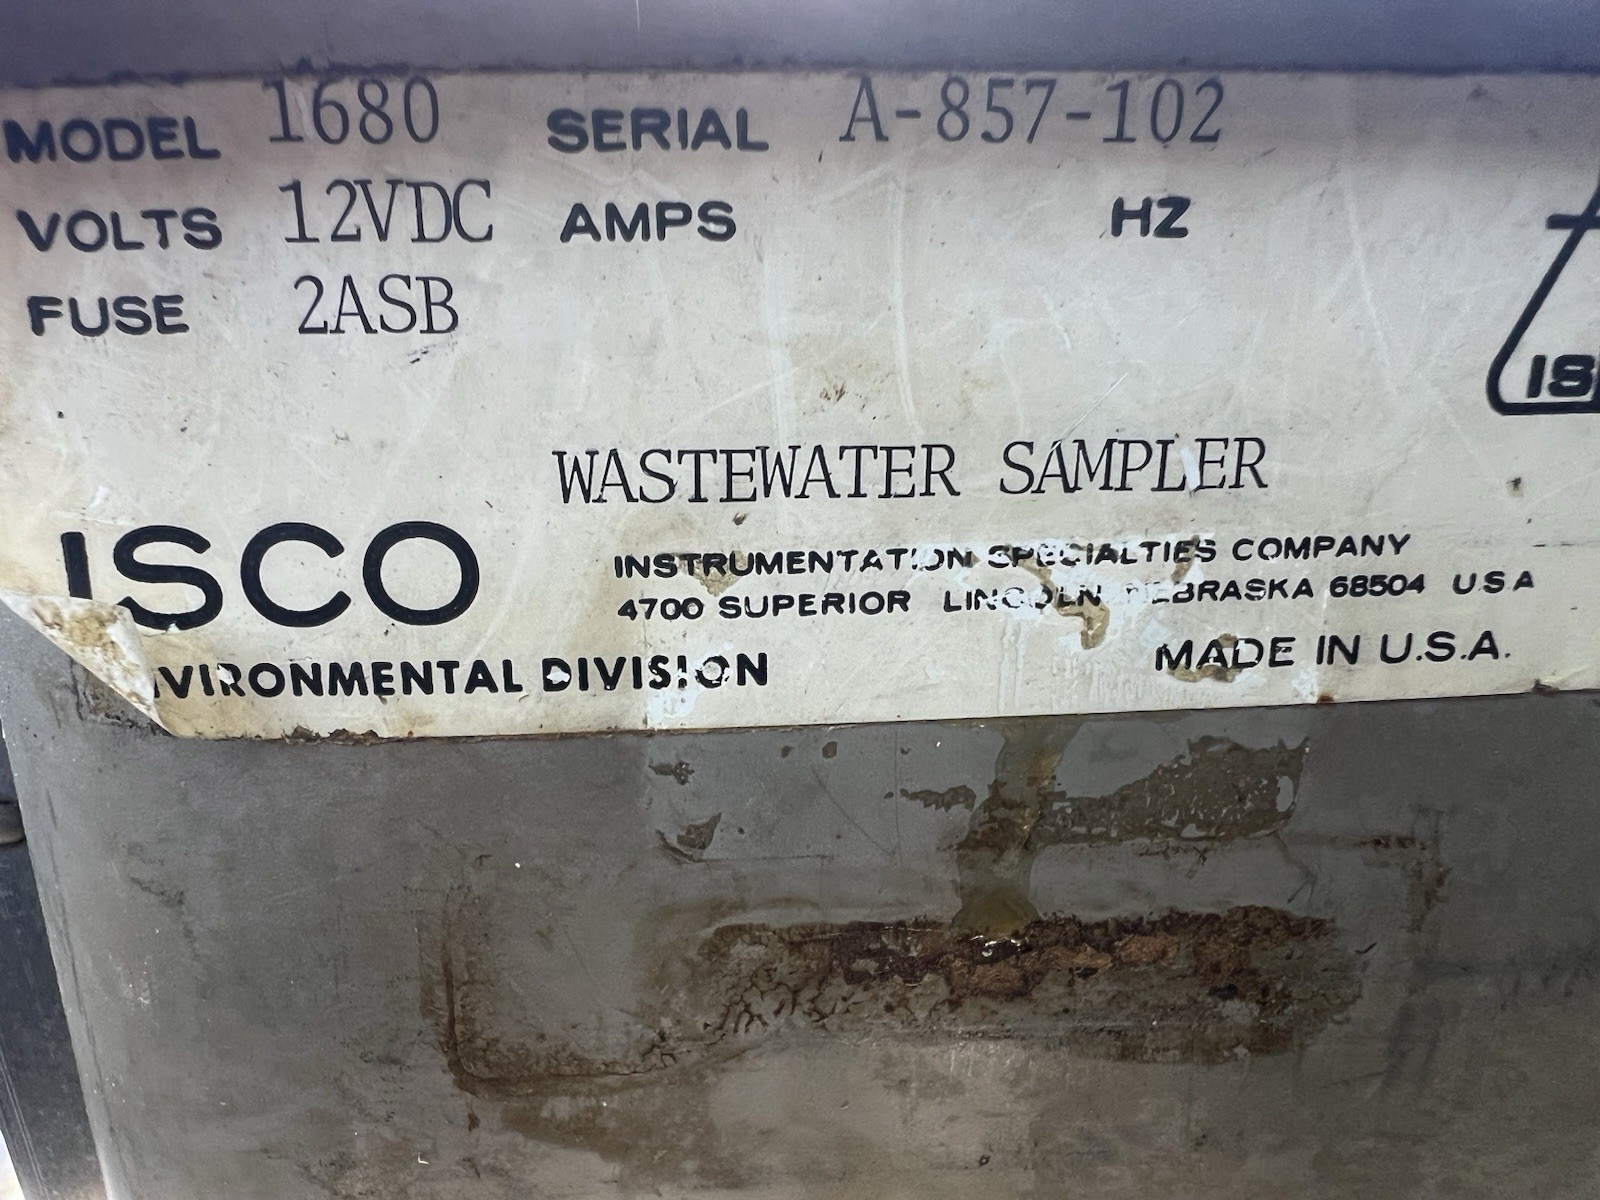 MODEL 1680 SERIAL A-857-102
VOLTS 12VDC AMPS HZ
FUSE 2ASB
IS
WASTEWATER SAMPLER
ISCO
INSTRUMENTATION SPECIALTIES COMPANY
4700 SUPERIOR LINCOLN NEBRASKA 68504 USA
VIRONMENTAL DIVISION
MADE IN U.S.A.